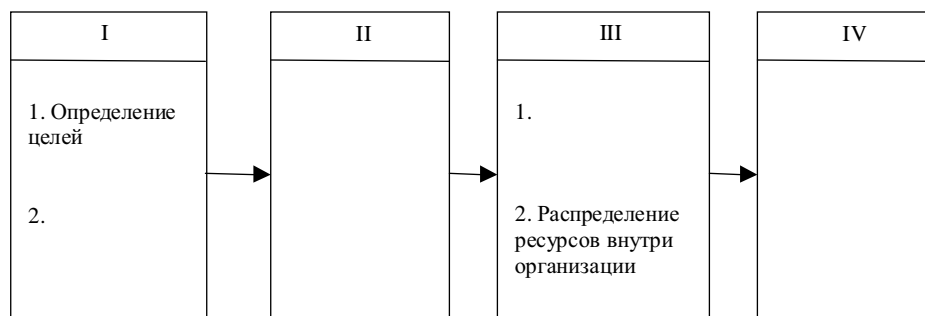 I
II
III
IV
1. Определение
целей
2.
1.
2. Распределение
ресурсов внутри
организации